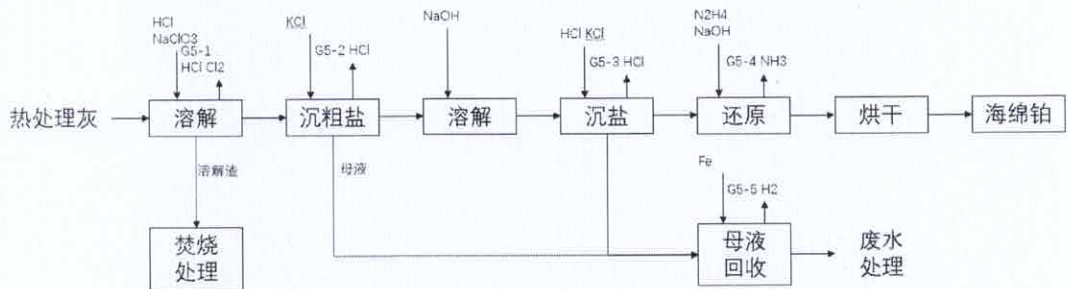 HCl
NaClO3
G5-1
HCl Cl2
KCl
G5-2 HCl
NaOH
HCl KCl
G5-3 HCl
N2H4
NaOH
G5-4 NH3
热处理灰
溶解
沉粗盐
溶解
沉盐
还原
烘干
海绵铂
溶解渣
母液
Fe
G5-5 H2
焚烧
处理
母液
回收
废水
处理